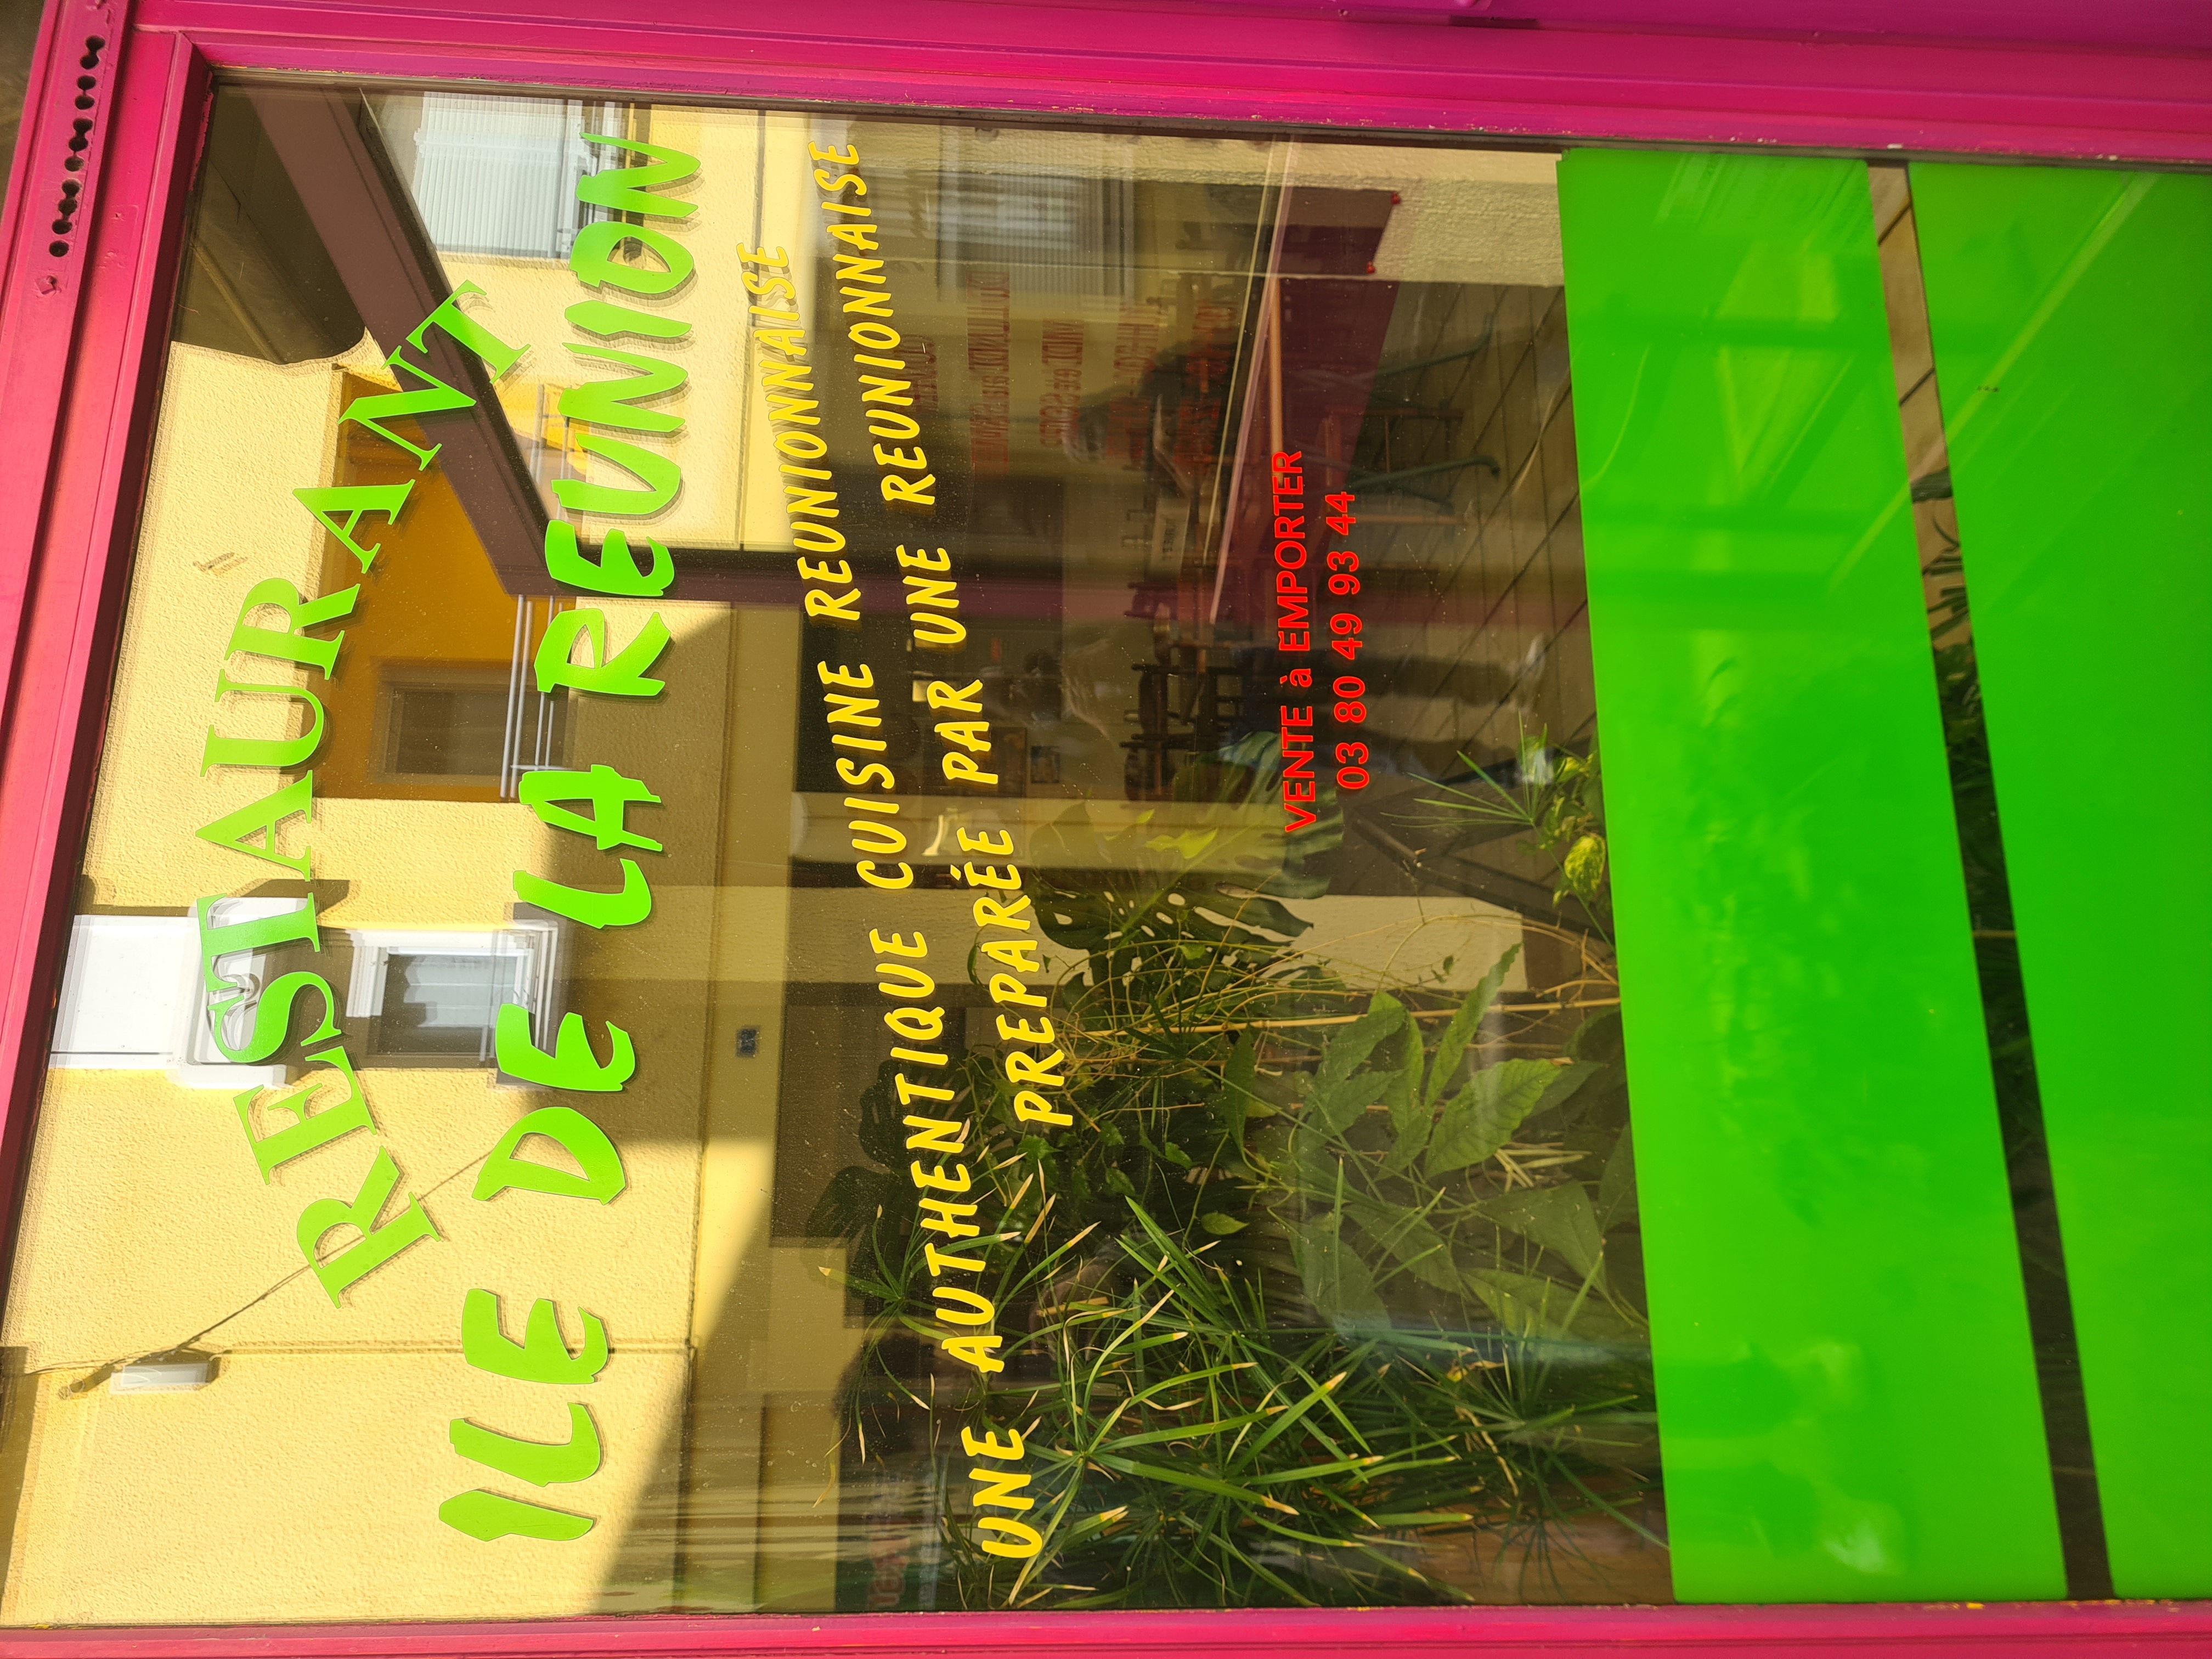 RESTAURANT
ILE DE LA REUNION
UNE AUTHENTIQUE CUISINE REUNIONNAISE
PREPARÉE PAR UNE REUNIONNAISE
VENTE à EMPORTER
03 80 49 93 44